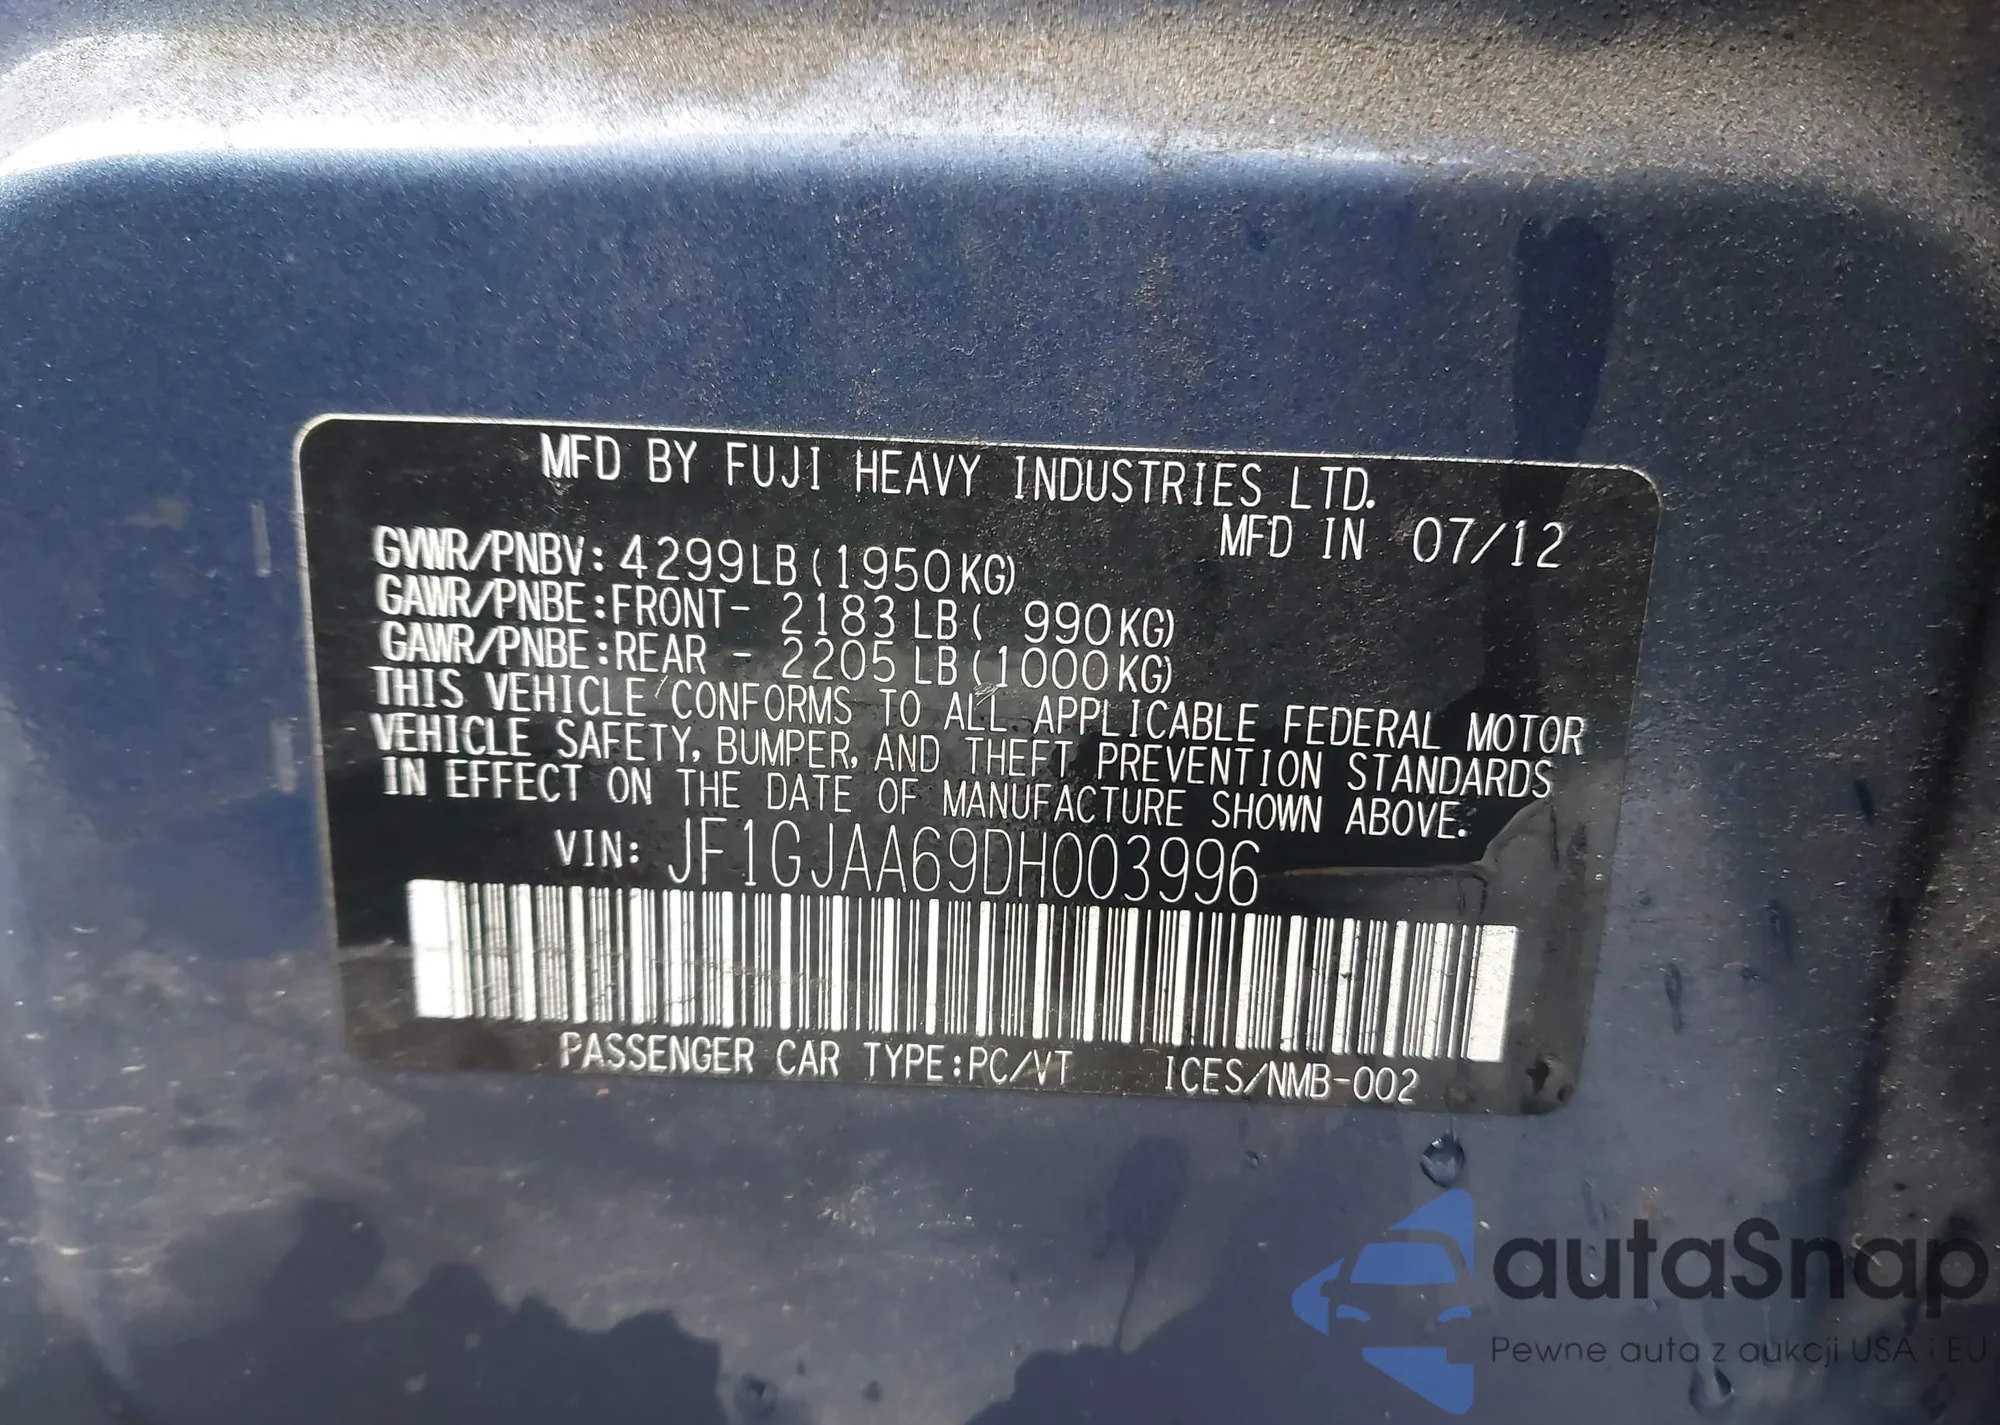 MFD BY FUJI HEAVY INDUSTRIES LTD.
MFD IN 07/12
GVWR/PNBV: 4299LB (1950KG)
GAWR/PNBE:FRONT- 2183 LB ( 990KG)
GAWR/PNBE:REAR - 2205 LB (1000KG)
THIS VEHICLE CONFORMS TO ALL APPLICABLE FEDERAL MOTOR
VEHICLE SAFETY, BUMPER, AND THEFT PREVENTION STANDARDS
IN EFFECT ON THE DATE OF MANUFACTURE SHOWN ABOVE.
VIN: JF1GJAA69DH003996
PASSENGER CAR TYPE:PC/VT ICES/NMB-002
autaSnap
Pewne auta z aukcji USA i EU